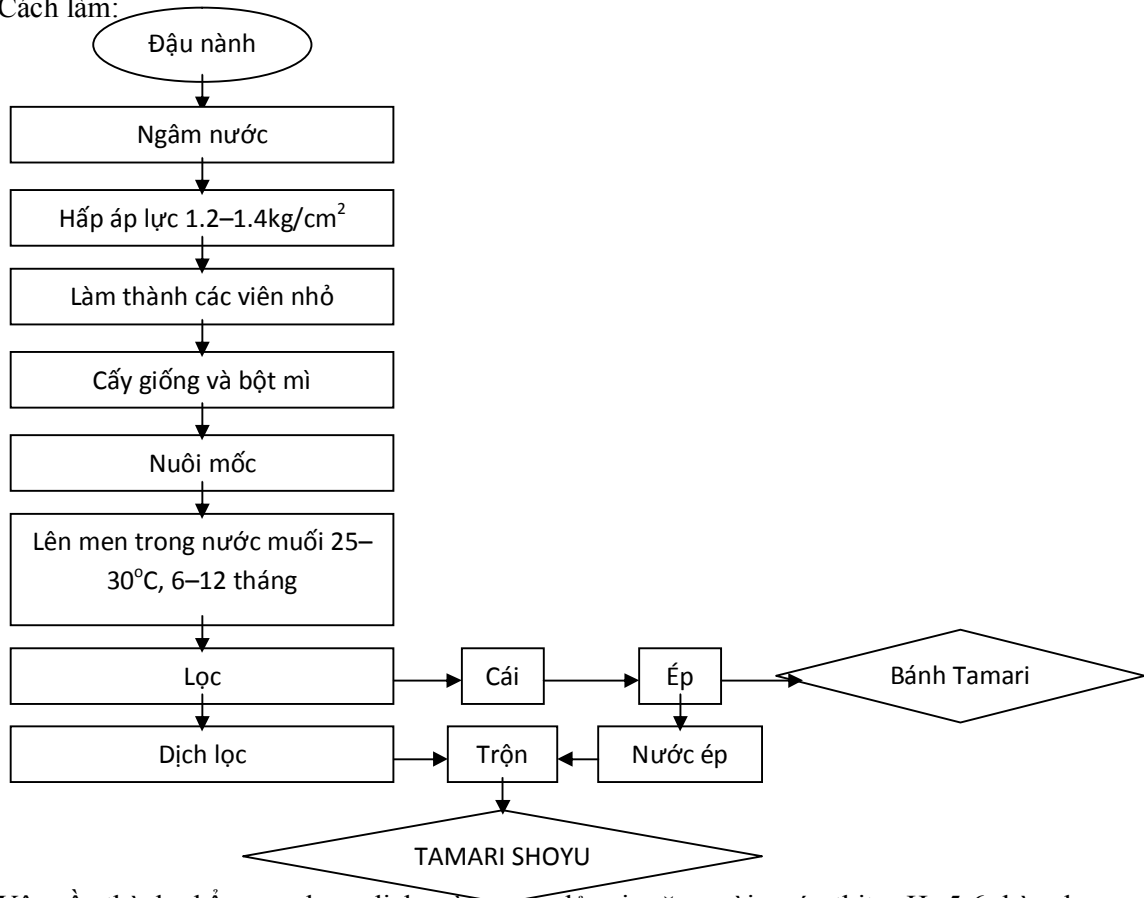 Cách làm:
Đậu nành
Ngâm nước
Hấp áp lực 1.2–1.4kg/cm²
Làm thành các viên nhỏ
Cấy giống và bột mì
Nuôi mốc
Lên men trong nước muối 25–
30°C, 6–12 tháng
Lọc
Cái
Ép
Bánh Tamari
Dịch lọc
Trộn
Nước ép
TAMARI SHOYU